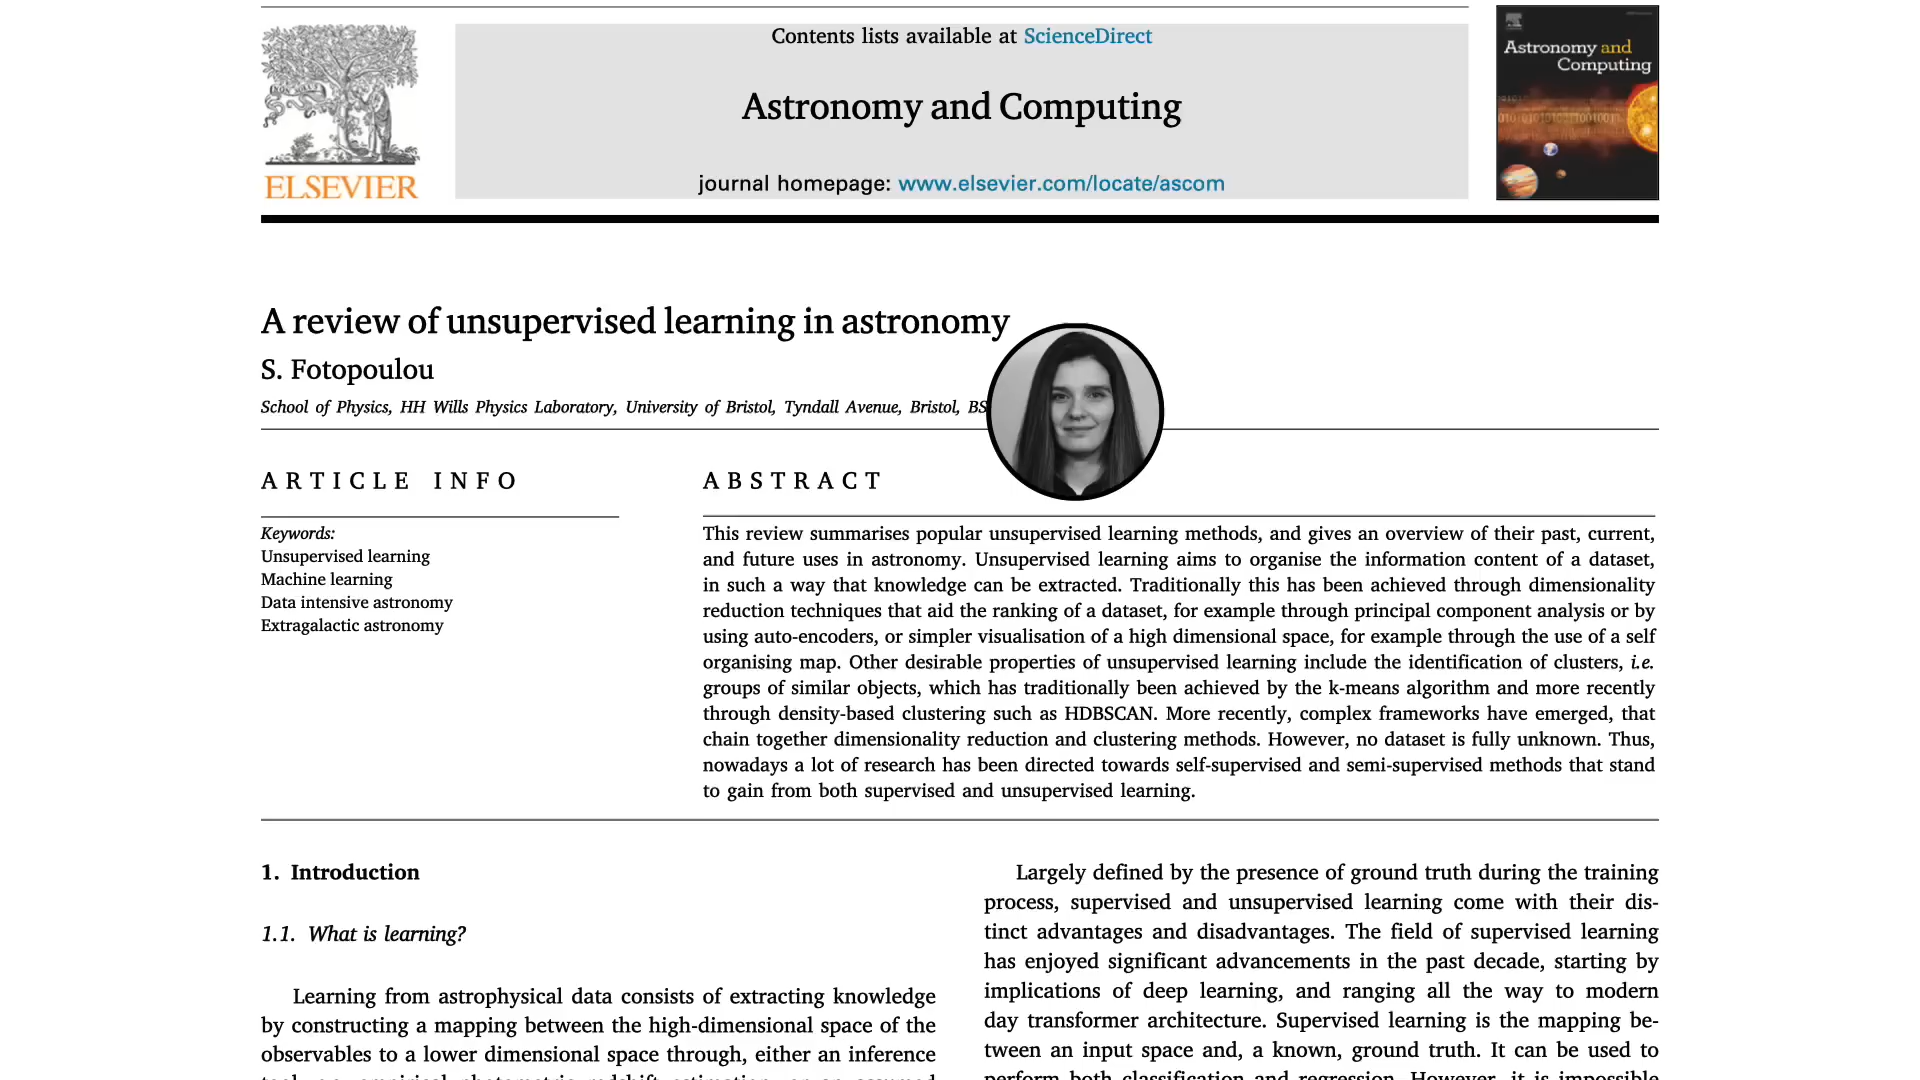 Contents lists available at ScienceDirect
Astronomy and Computing
journal homepage: www.elsevier.com/locate/ascom
ELSEVIER
Astronomy and
Computing
A review of unsupervised learning in astronomy
S. Fotopoulou
School of Physics, HH Wills Physics Laboratory, University of Bristol, Tyndall Avenue, Bristol, BS
ARTICLE INFO
Keywords:
Unsupervised learning
Machine learning
Data intensive astronomy
Extragalactic astronomy
ABSTRACT
This review summarises popular unsupervised learning methods, and gives an overview of their past, current,
and future uses in astronomy. Unsupervised learning aims to organise the information content of a dataset,
in such a way that knowledge can be extracted. Traditionally this has been achieved through dimensionality
reduction techniques that aid the ranking of a dataset, for example through principal component analysis or by
using auto-encoders, or simpler visualisation of a high dimensional space, for example through the use of a self
organising map. Other desirable properties of unsupervised learning include the identification of clusters, i.e.
groups of similar objects, which has traditionally been achieved by the k-means algorithm and more recently
through density-based clustering such as HDBSCAN. More recently, complex frameworks have emerged, that
chain together dimensionality reduction and clustering methods. However, no dataset is fully unknown. Thus,
nowadays a lot of research has been directed towards self-supervised and semi-supervised methods that stand
to gain from both supervised and unsupervised learning.
1. Introduction
1.1. What is learning?
Learning from astrophysical data consists of extracting knowledge
by constructing a mapping between the high-dimensional space of the
observables to a lower dimensional space through, either an inference
Largely defined by the presence of ground truth during the training
process, supervised and unsupervised learning come with their dis-
tinct advantages and disadvantages. The field of supervised learning
has enjoyed significant advancements in the past decade, starting by
implications of deep learning, and ranging all the way to modern
day transformer architecture. Supervised learning is the mapping be-
tween an input space and, a known, ground truth. It can be used to
perform both classification and regression. However, it is impossible